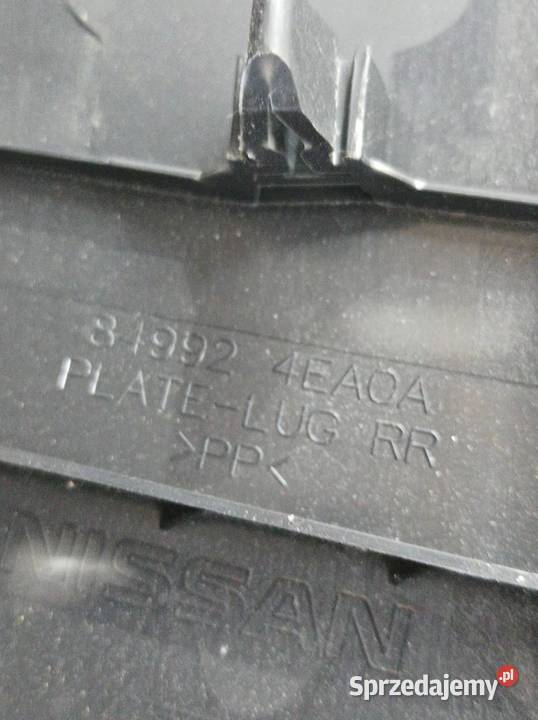 84992 4EA0A
PLATE-LUG RR
>PP<
NISSAN
Sprzedajemy.pl